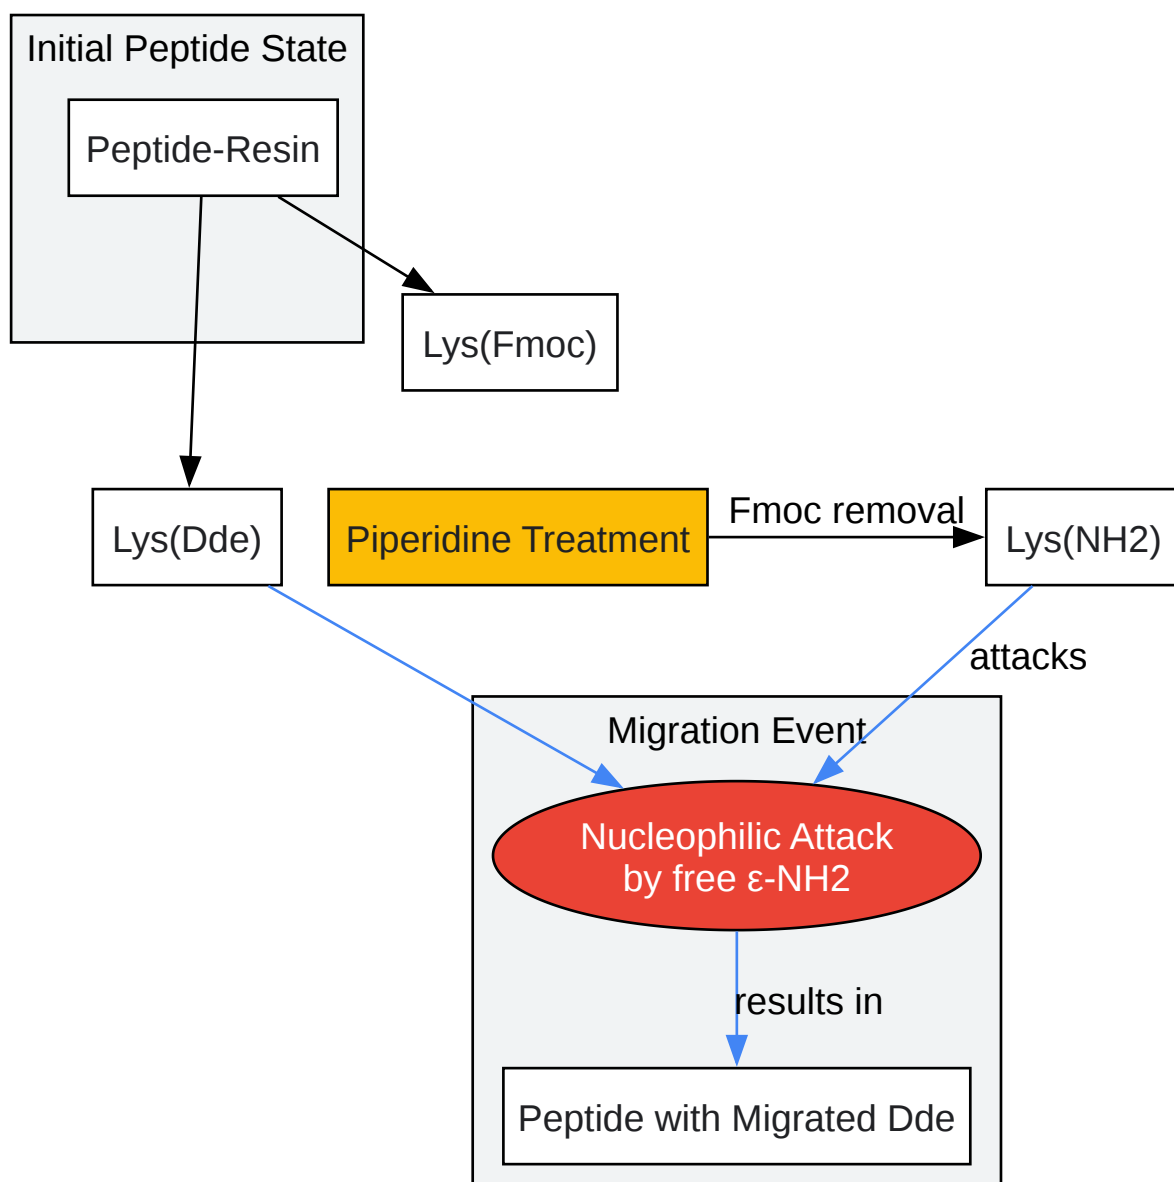 Initial Peptide State
Peptide-Resin
Lys(Fmoc)
Lys(Dde)
Piperidine Treatment
Fmoc removal
Lys(NH2)
attacks
Migration Event
Nucleophilic Attack
by free ε-NH2
results in
Peptide with Migrated Dde